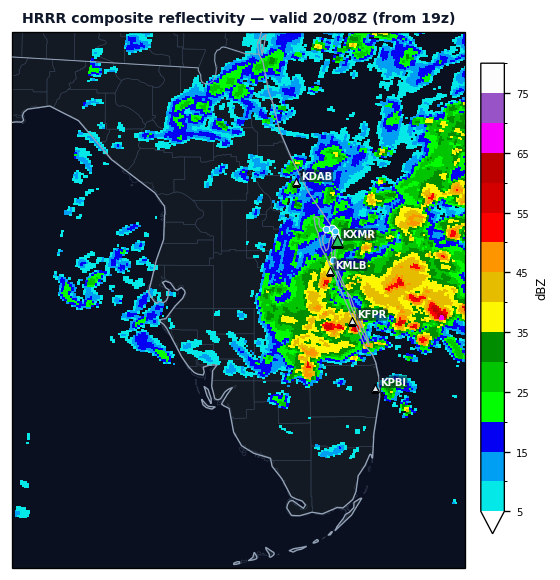 HRRR composite reflectivity — valid 20/08Z (from 19z)
75
65
55
45
35
25
15
5
dBZ
KDAB
KXMR
KMLB
KFPR
KPBI